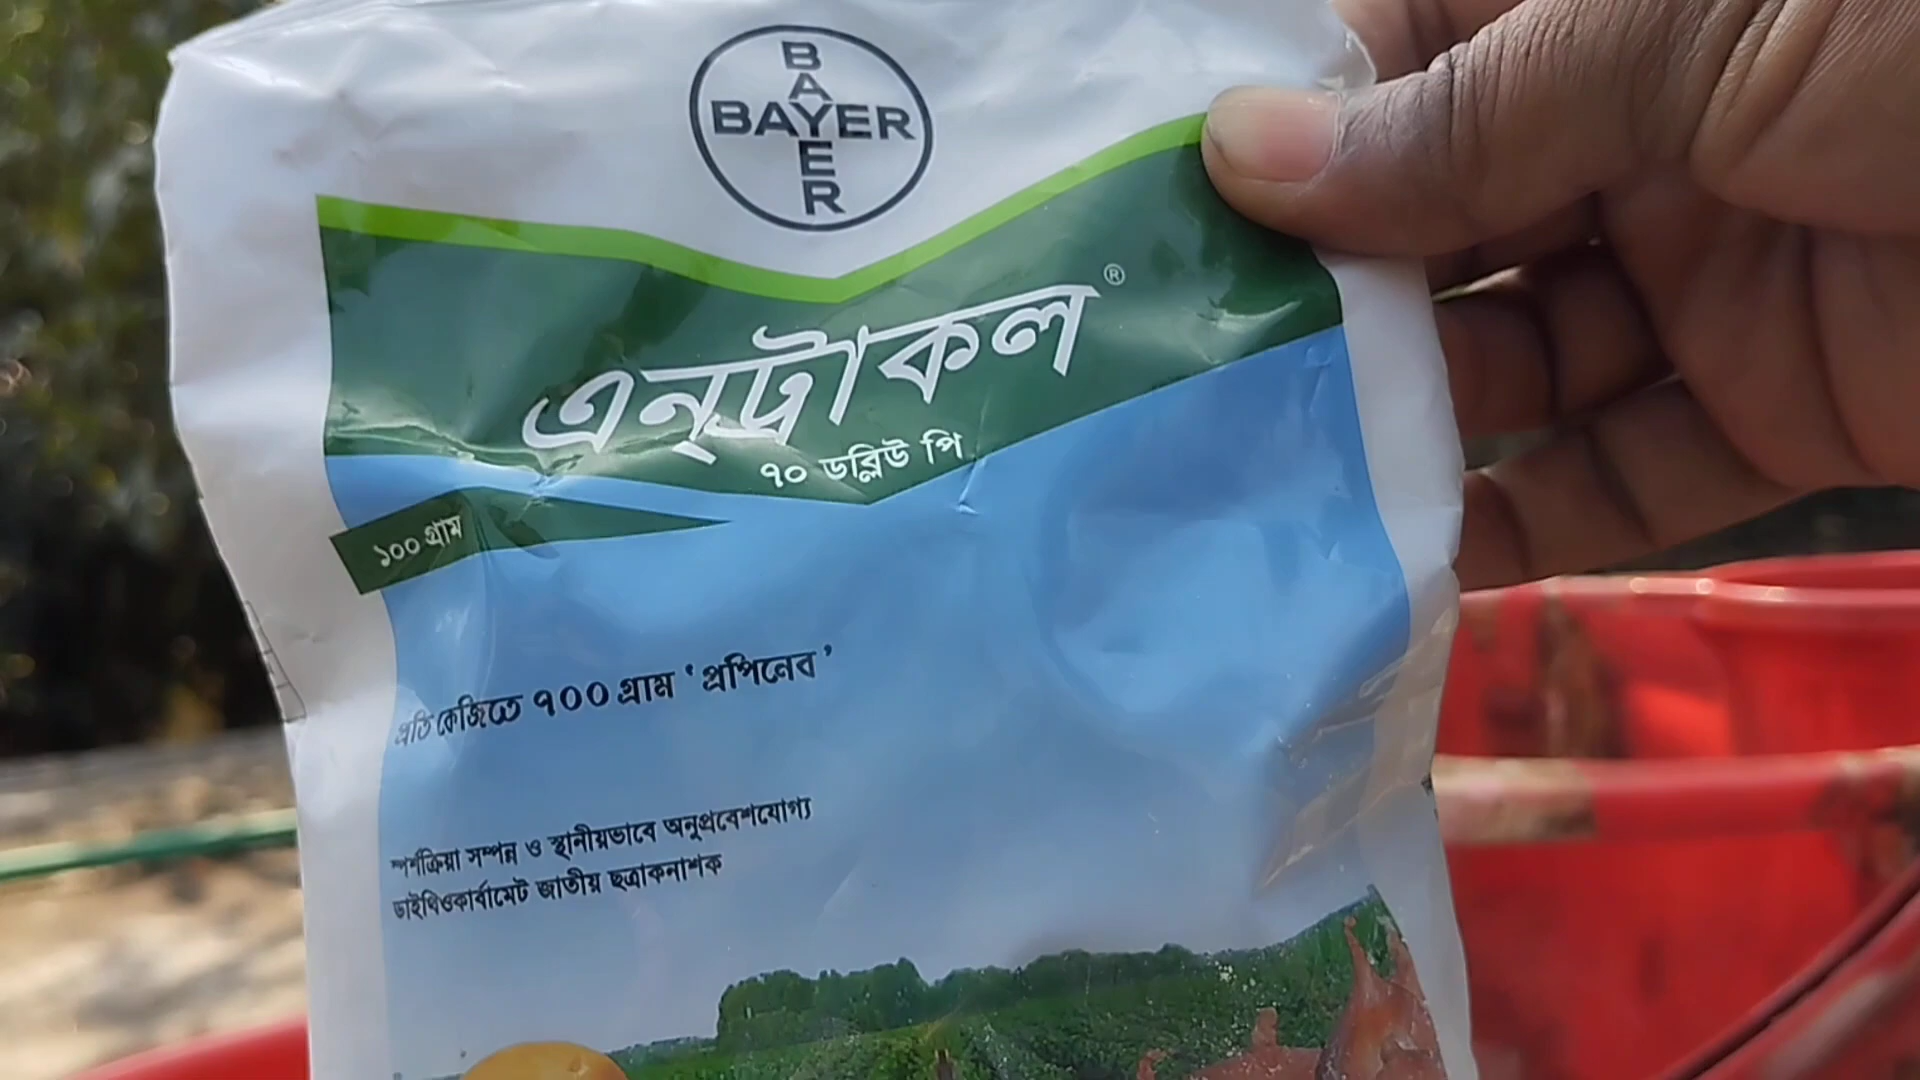 BAYER
BAYER
এন্ট্রাকল®
৭০ ডব্লিউ পি
১০০ গ্রাম
প্রতি কেজিতে ৭০০ গ্রাম ‘প্রপিনেব’
স্পর্শক্রিয়া সম্পন্ন ও স্থানীয়ভাবে অনুপ্রবেশযোগ্য
ডাইথিওকার্বামেট জাতীয় ছত্রাকনাশক